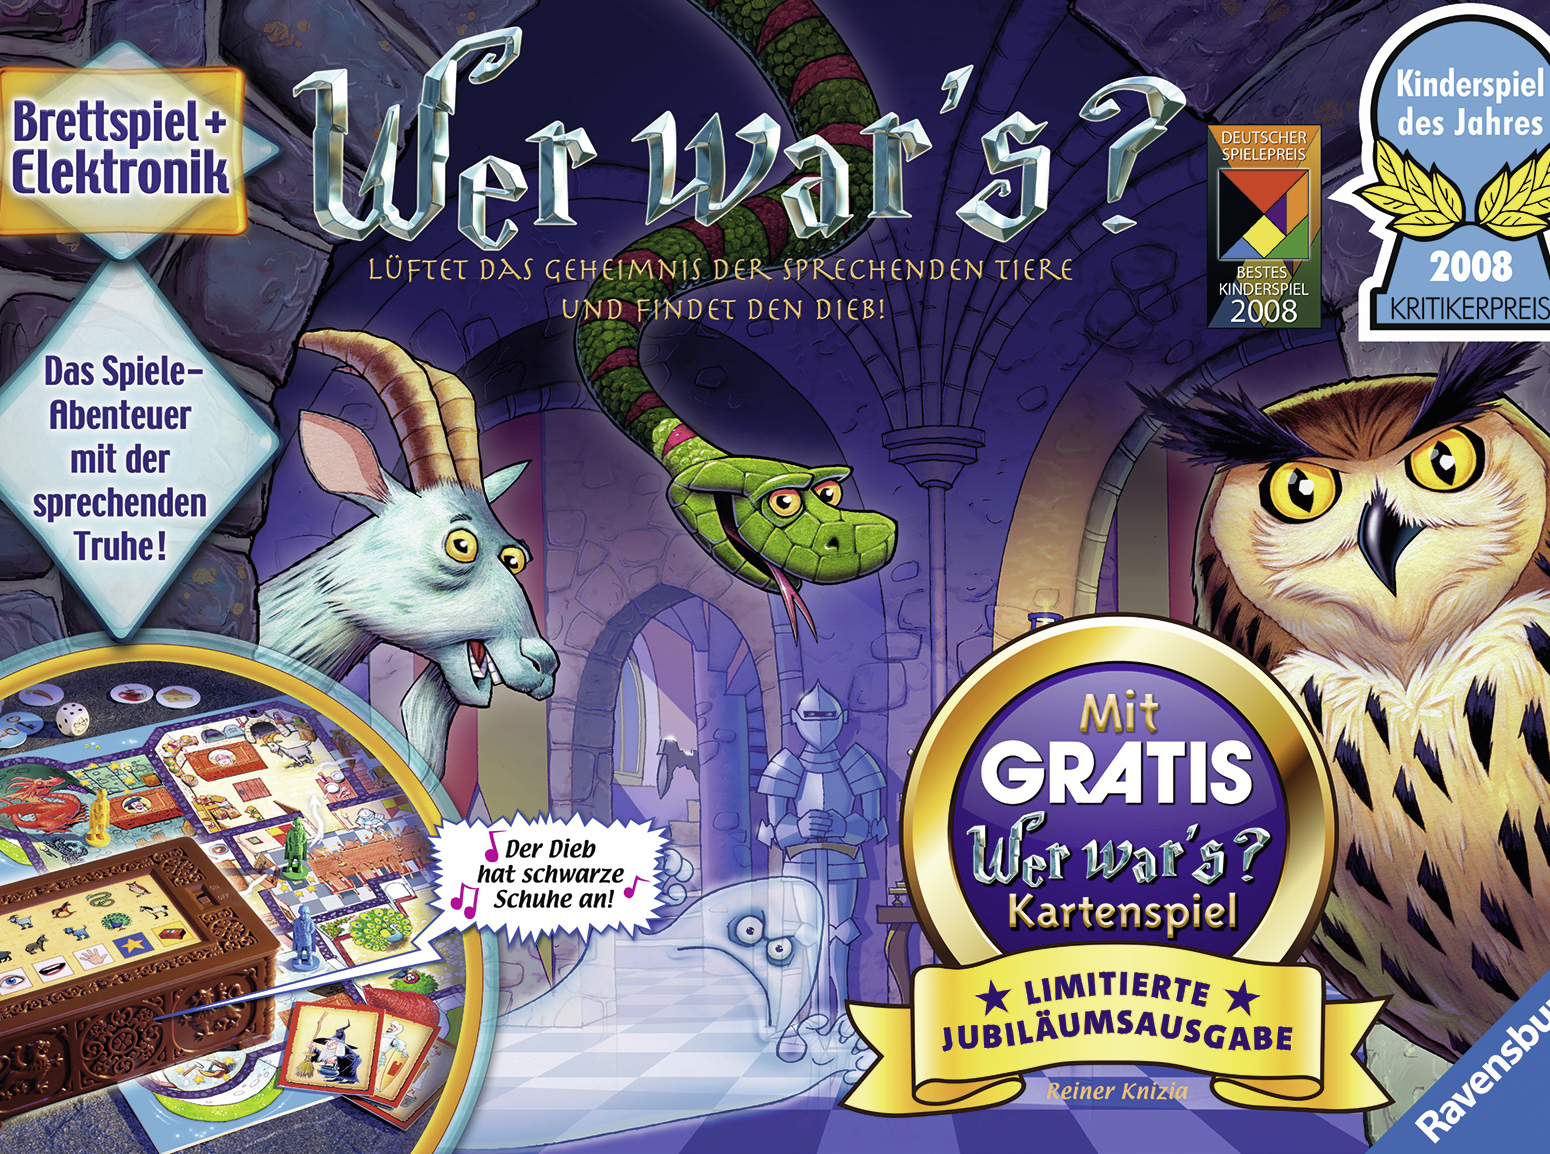 Brettspiel+
Elektronik
Wer war's?
LÜFTET DAS GEHEIMNIS DER SPRECHENDEN TIERE
UND FINDET DEN DIEB!
DEUTSCHER
SPIELEPREIS
BESTES
KINDERSPIEL
2008
Kinderspiel
des Jahres
2008
KRITIKERPREIS
Das Spiele-
Abenteuer
mit der
sprechenden
Truhe!
Der Dieb
hat schwarze
Schuhe an!
Mit
GRATIS
Wer war's?
Kartenspiel
LIMITIERTE
JUBILÄUMSAUSGABE
Reiner Knizia
Ravensbu